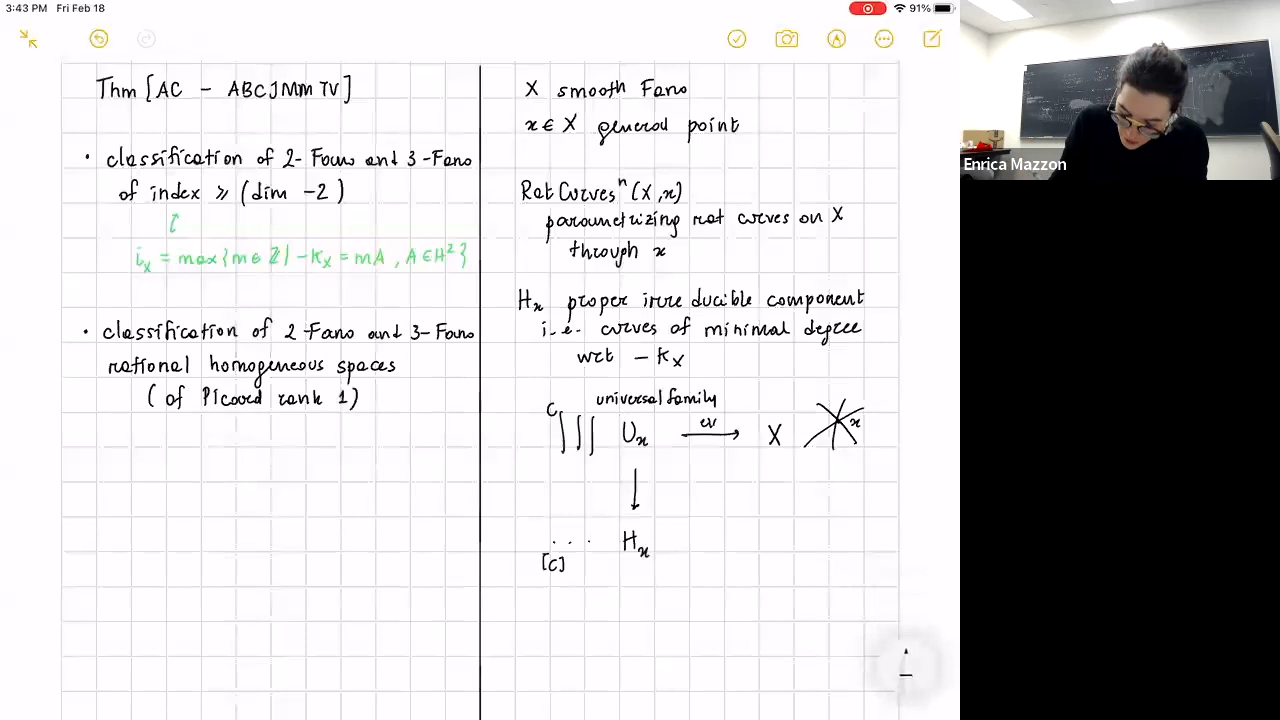 3:43 PM Fri Feb 18
91%
Thm [AC - ABCJMMTV]
• classification of 2-Fano and 3-Fano
of index ≥ (dim -2)
i_X = max{m ∈ ℤ | -K_X = mA, A ∈ H²}
• classification of 2-Fano and 3-Fano
rational homogeneous spaces
(of Picard rank 1)
X smooth Fano
x ∈ X general point
RatCurvesⁿ(X,x)
parametrizing rat curves on X
through x
H_x proper irreducible component
i.e. curves of minimal degree
wrt -K_X
universal family
C U_x ev X x
[C] ... H_x
Enrica Mazzon